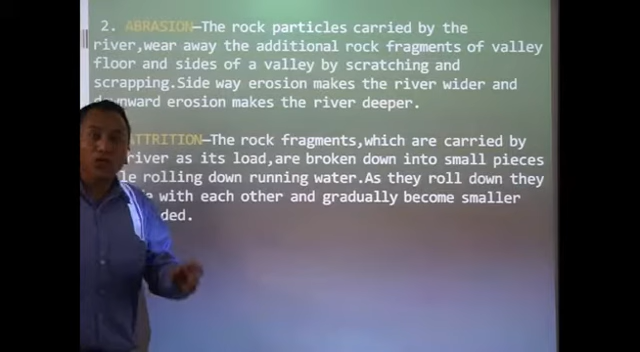 2. ABRASION—The rock particles carried by the
river,wear away the additional rock fragments of valley
floor and sides of a valley by scratching and
scrapping.Side way erosion makes the river wider and
downward erosion makes the river deeper.
ATTRITION—The rock fragments,which are carried by
river as its load,are broken down into small pieces
rolling down running water.As they roll down they
with each other and gradually become smaller